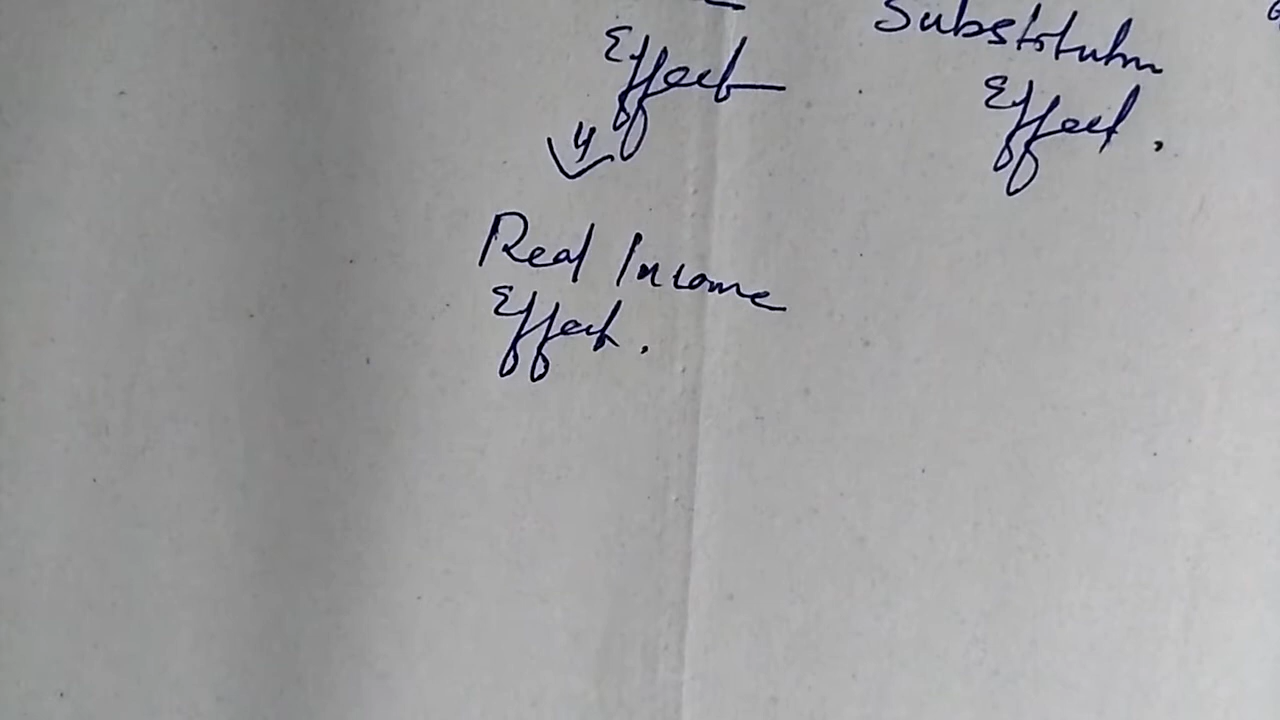 Substitution
Effect
Effect.
Real Income
Effect.